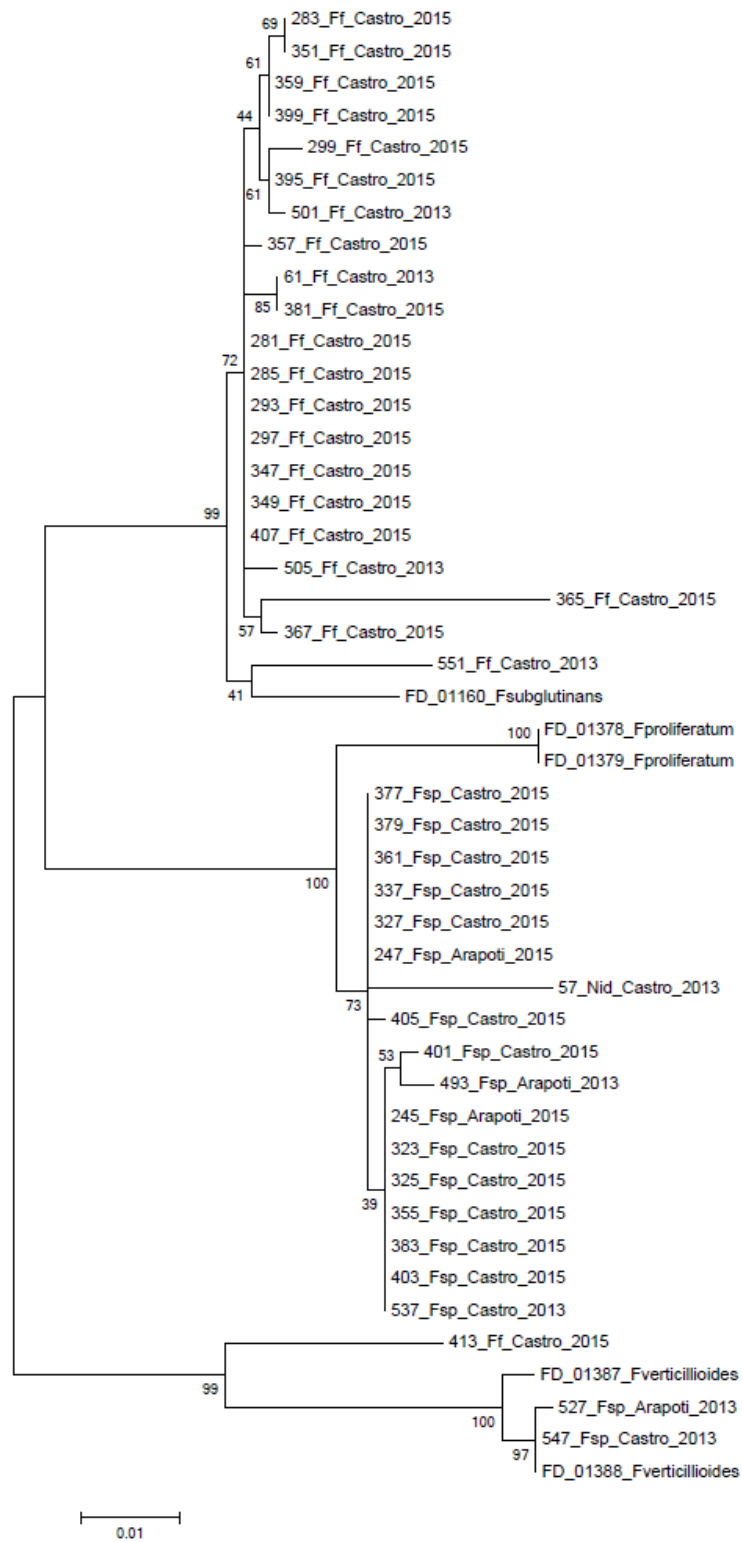 69
283_Ff_Castro_2015
351_Ff_Castro_2015
61
359_Ff_Castro_2015
399_Ff_Castro_2015
44
299_Ff_Castro_2015
395_Ff_Castro_2015
61
501_Ff_Castro_2013
357_Ff_Castro_2015
61_Ff_Castro_2013
85
381_Ff_Castro_2015
281_Ff_Castro_2015
72
285_Ff_Castro_2015
293_Ff_Castro_2015
297_Ff_Castro_2015
347_Ff_Castro_2015
349_Ff_Castro_2015
99
407_Ff_Castro_2015
505_Ff_Castro_2013
365_Ff_Castro_2015
57
367_Ff_Castro_2015
551_Ff_Castro_2013
41
FD_01160_Fsubglutinans
100
FD_01378_Fproliferatum
FD_01379_Fproliferatum
377_Fsp_Castro_2015
379_Fsp_Castro_2015
361_Fsp_Castro_2015
100
337_Fsp_Castro_2015
327_Fsp_Castro_2015
247_Fsp_Arapoti_2015
57_Nid_Castro_2013
73
405_Fsp_Castro_2015
53
401_Fsp_Castro_2015
493_Fsp_Arapoti_2013
245_Fsp_Arapoti_2015
323_Fsp_Castro_2015
325_Fsp_Castro_2015
39
355_Fsp_Castro_2015
383_Fsp_Castro_2015
403_Fsp_Castro_2015
537_Fsp_Castro_2013
413_Ff_Castro_2015
99
FD_01387_Fverticillioides
100
527_Fsp_Arapoti_2013
547_Fsp_Castro_2013
97
FD_01388_Fverticillioides
0.01